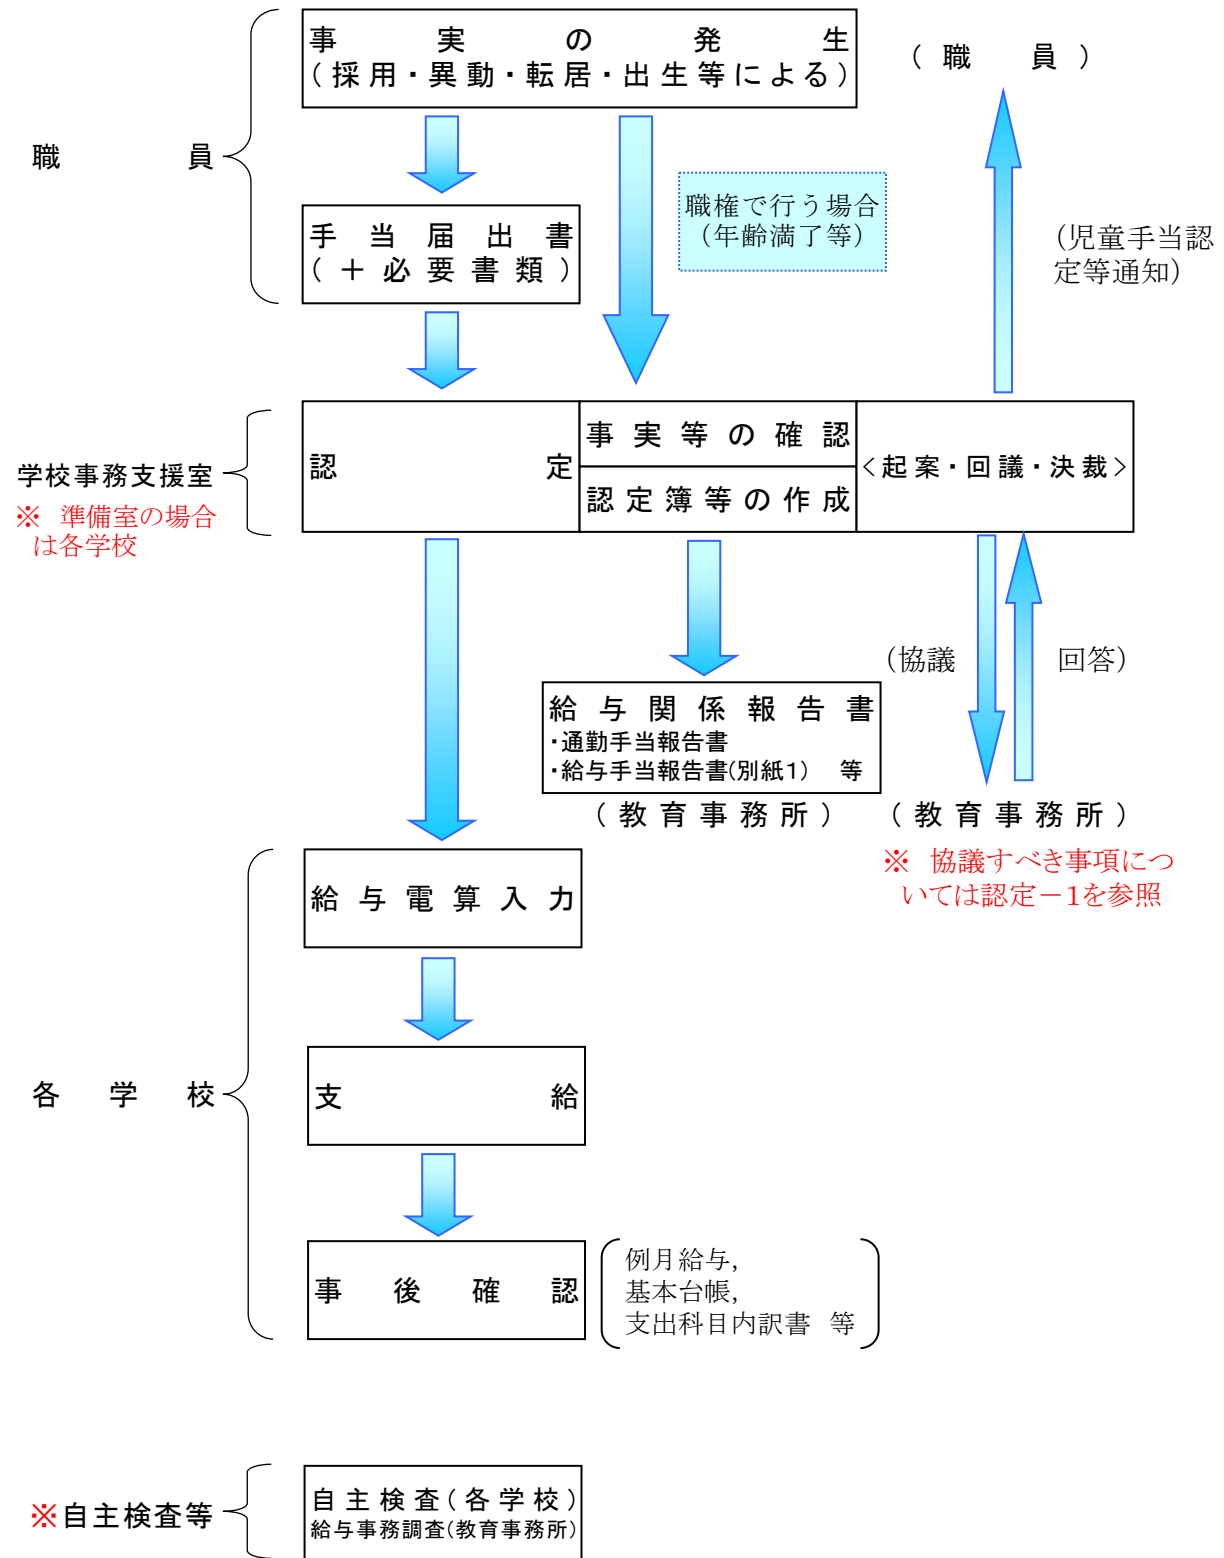 事実の発生
(採用・異動・転居・出生等による)
(職員)
職員
職権で行う場合
(年齢満了等)
手当届出書
(+必要書類)
(児童手当認
定等通知)
学校事務支援室
※ 準備室の場合
は各学校
認定
事実等の確認
認定簿等の作成
<起案・回議・決裁>
(協議 回答)
給与関係報告書
・通勤手当報告書
・給与手当報告書(別紙1) 等
(教育事務所)
(教育事務所)
※ 協議すべき事項につ
いては認定-1を参照
各学校
給与電算入力
支給
事後確認
例月給与,
基本台帳,
支出科目内訳書 等
※自主検査等
自主検査(各学校)
給与事務調査(教育事務所)